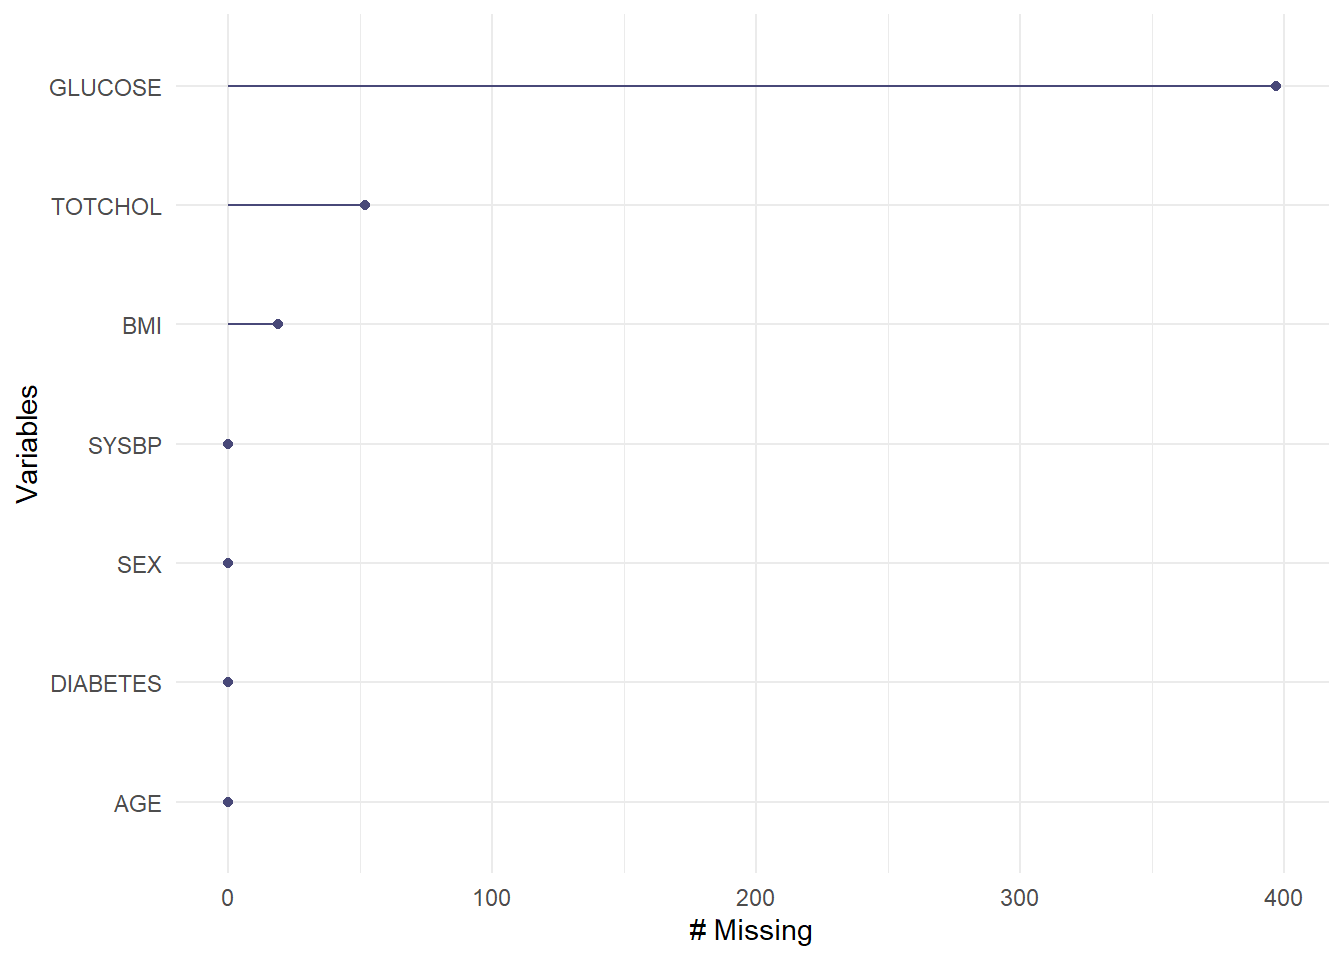 GLUCOSE
TOTCHOL
BMI
SYSBP
SEX
DIABETES
AGE
Variables
0 100 200 300 400
# Missing